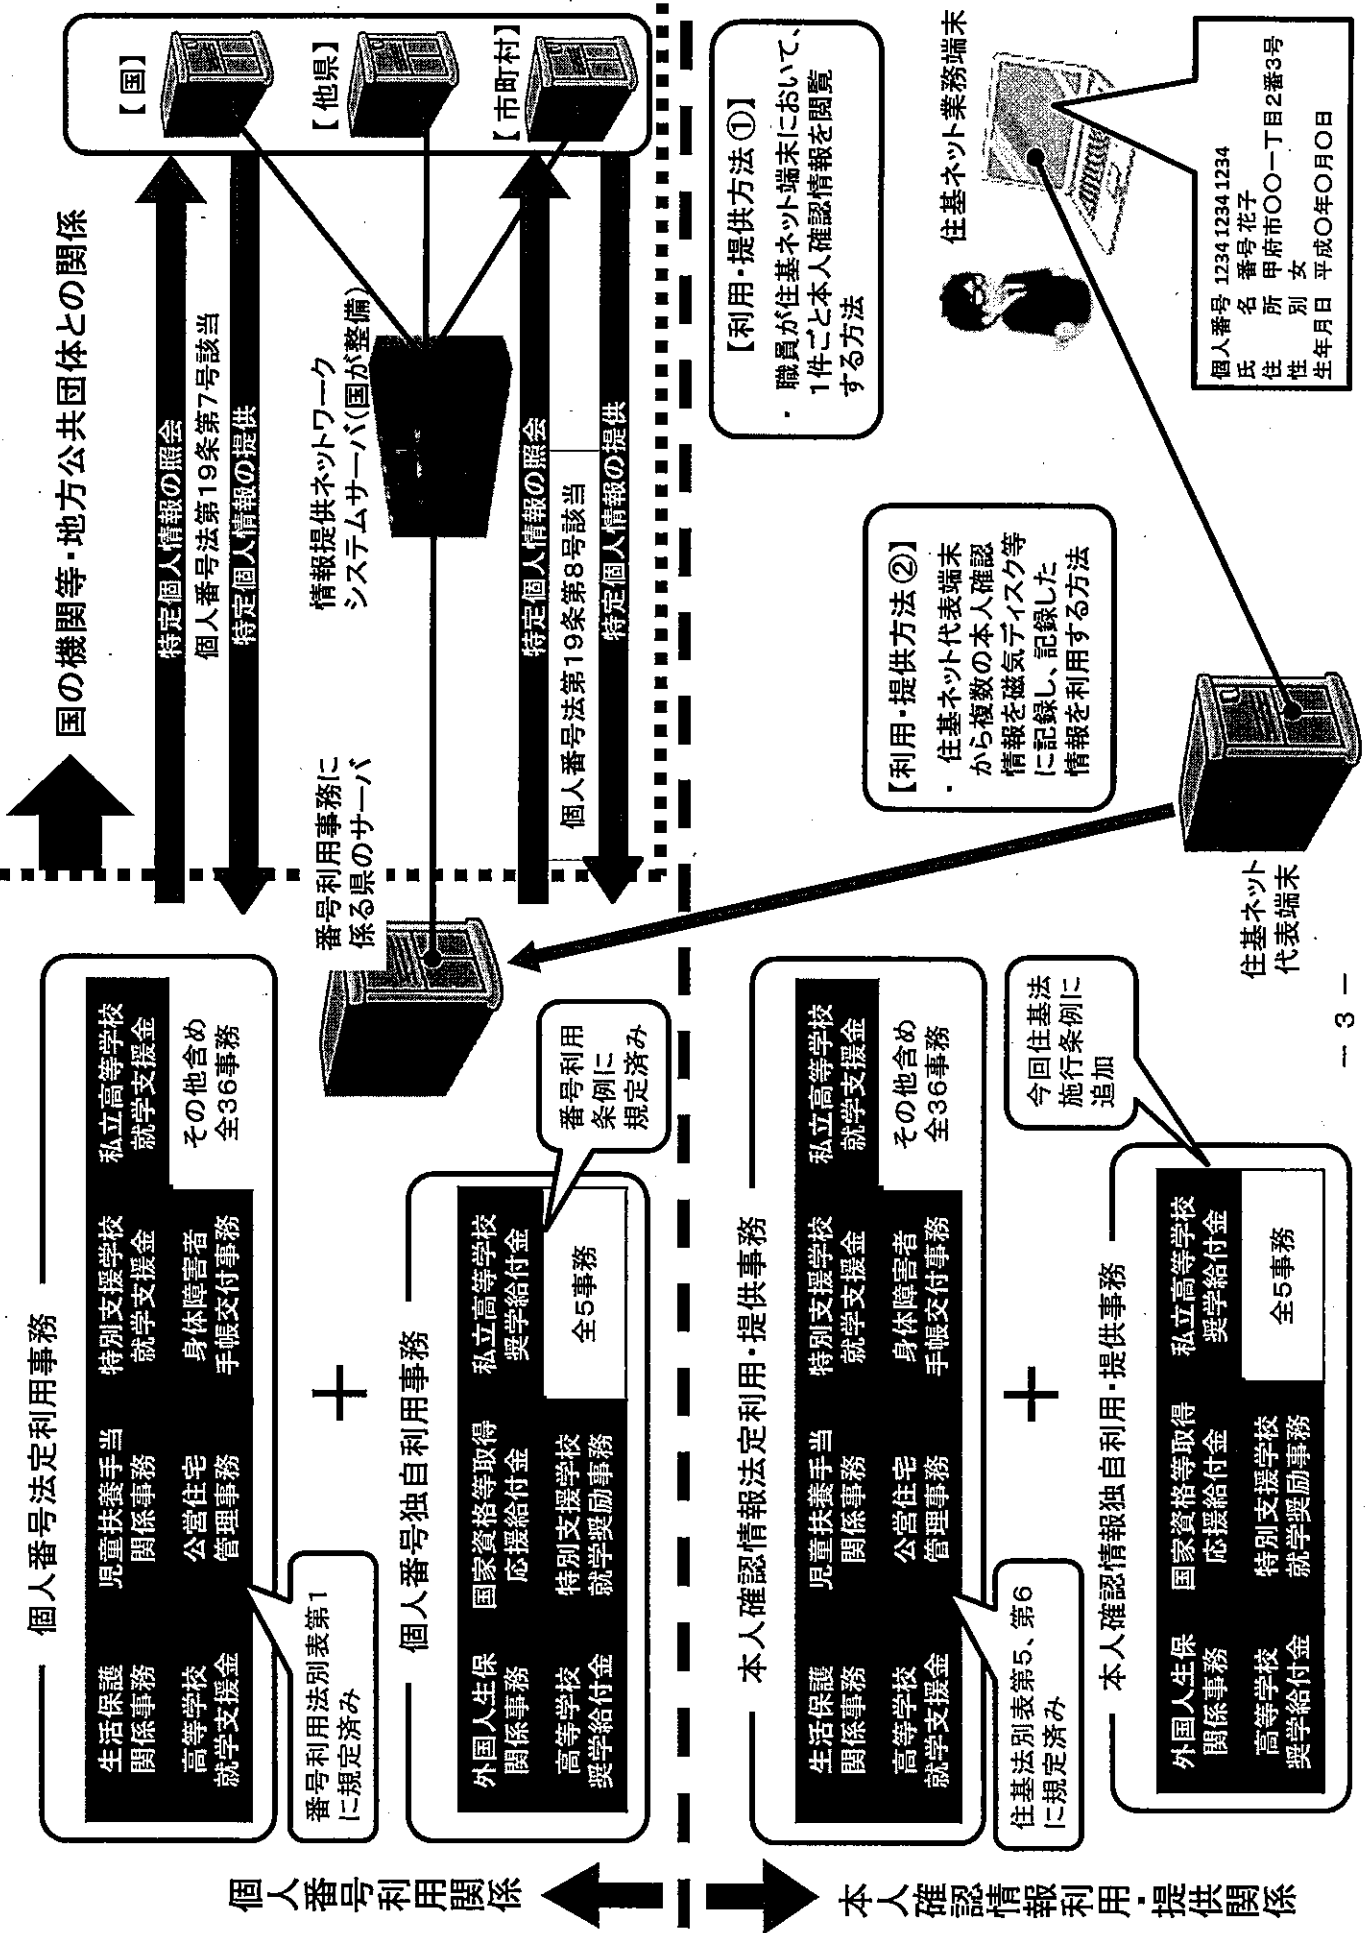 個人番号利用関係
個人番号法定利用事務
生活保護
関係事務
児童扶養手当
関係事務
特別支援学校
就学支援金
私立高等学校
就学支援金
高等学校
就学支援金
公営住宅
管理事務
身体障害者
手帳交付事務
その他含め
全36事務
番号利用法別表第1
に規定済み
＋
個人番号独自利用事務
外国人生保
関係事務
国家資格等取得
応援給付金
私立高等学校
奨学給付金
高等学校
奨学給付金
特別支援学校
就学奨励事務
全5事務
番号利用
条例に
規定済み
番号利用事務に
係る県のサーバ
国の機関等・地方公共団体との関係
特定個人情報の照会
個人番号法第19条第7号該当
特定個人情報の提供
情報提供ネットワーク
システムサーバ(国が整備)
特定個人情報の照会
個人番号法第19条第8号該当
特定個人情報の提供
【国】
【他県】
【市町村】
本人確認情報利用・提供関係
本人確認情報法定利用・提供事務
生活保護
関係事務
児童扶養手当
関係事務
特別支援学校
就学支援金
私立高等学校
就学支援金
高等学校
就学支援金
公営住宅
管理事務
身体障害者
手帳交付事務
その他含め
全36事務
住基法別表第5、第6
に規定済み
＋
本人確認情報独自利用・提供事務
外国人生保
関係事務
国家資格等取得
応援給付金
私立高等学校
奨学給付金
高等学校
奨学給付金
特別支援学校
就学奨励事務
全5事務
今回住基法
施行条例に
追加
【利用・提供方法①】
・ 職員が住基ネット端末において、
1件ごと本人確認情報を閲覧
する方法
【利用・提供方法②】
・ 住基ネット代表端末
から複数の本人確認
情報を磁気ディスク等
に記録し、記録した
情報を利用する方法
住基ネット業務端末
個人番号 1234 1234 1234
氏 名 番号花子
住 所 甲府市〇〇一丁目2番3号
性 別 女
生年月日 平成〇年〇月〇日
住基ネット
代表端末
－ 3 －